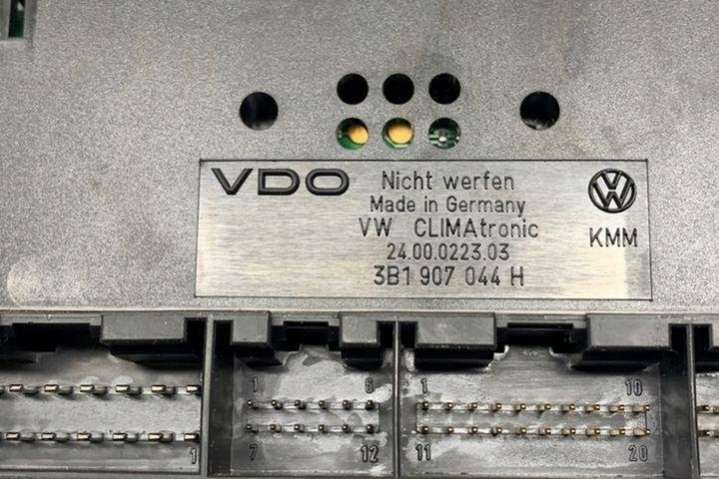 VDO
Nicht werfen
Made in Germany
VW CLIMAtronic
24.00.0223.03
3B1 907 044 H
KMM
1 6
7 12
1 10
11 20
1